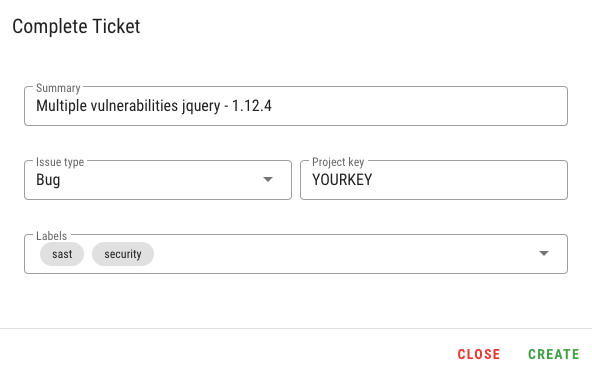 Complete Ticket
Summary
Multiple vulnerabilities jquery - 1.12.4
Issue type
Project key
Bug
YOURKEY
Labels
sast security
CLOSE CREATE